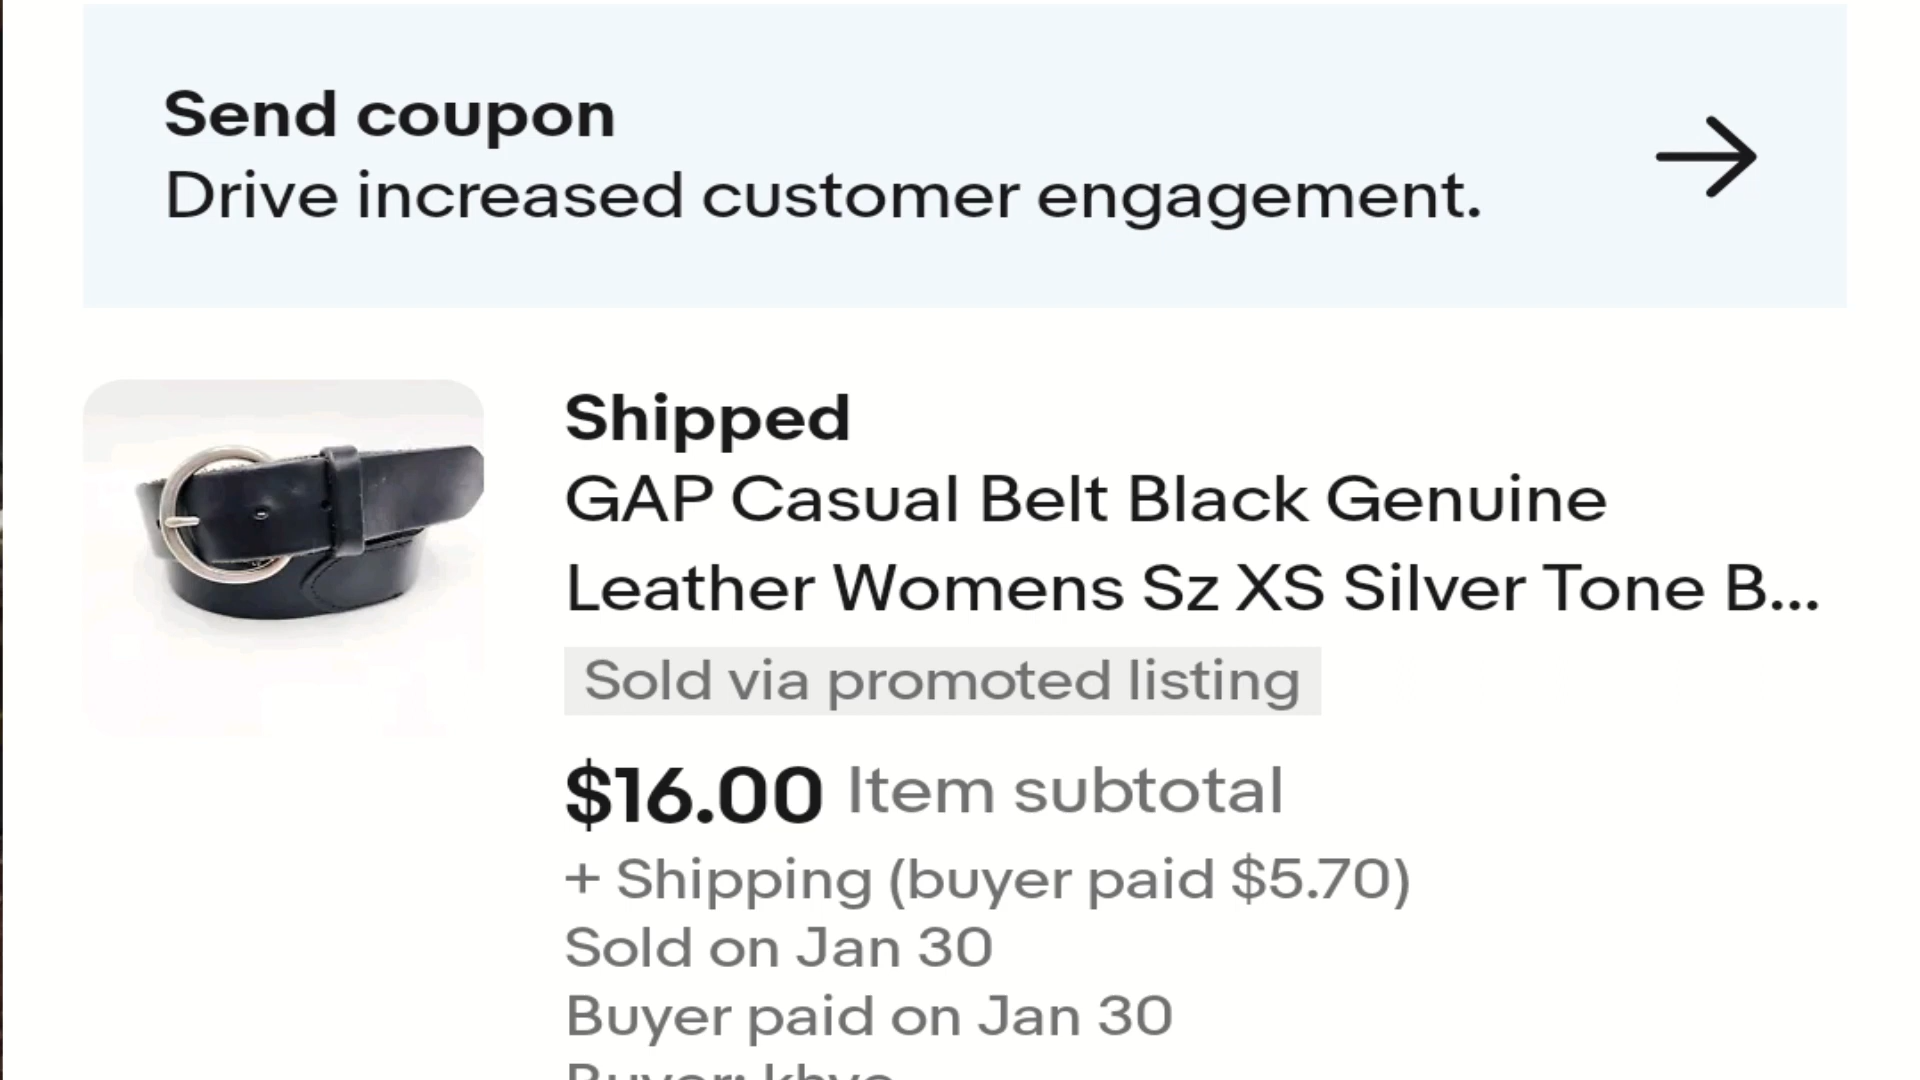 Send coupon
Drive increased customer engagement.
Shipped
GAP Casual Belt Black Genuine
Leather Womens Sz XS Silver Tone B...
Sold via promoted listing
$16.00 Item subtotal
+ Shipping (buyer paid $5.70)
Sold on Jan 30
Buyer paid on Jan 30
Buyer: